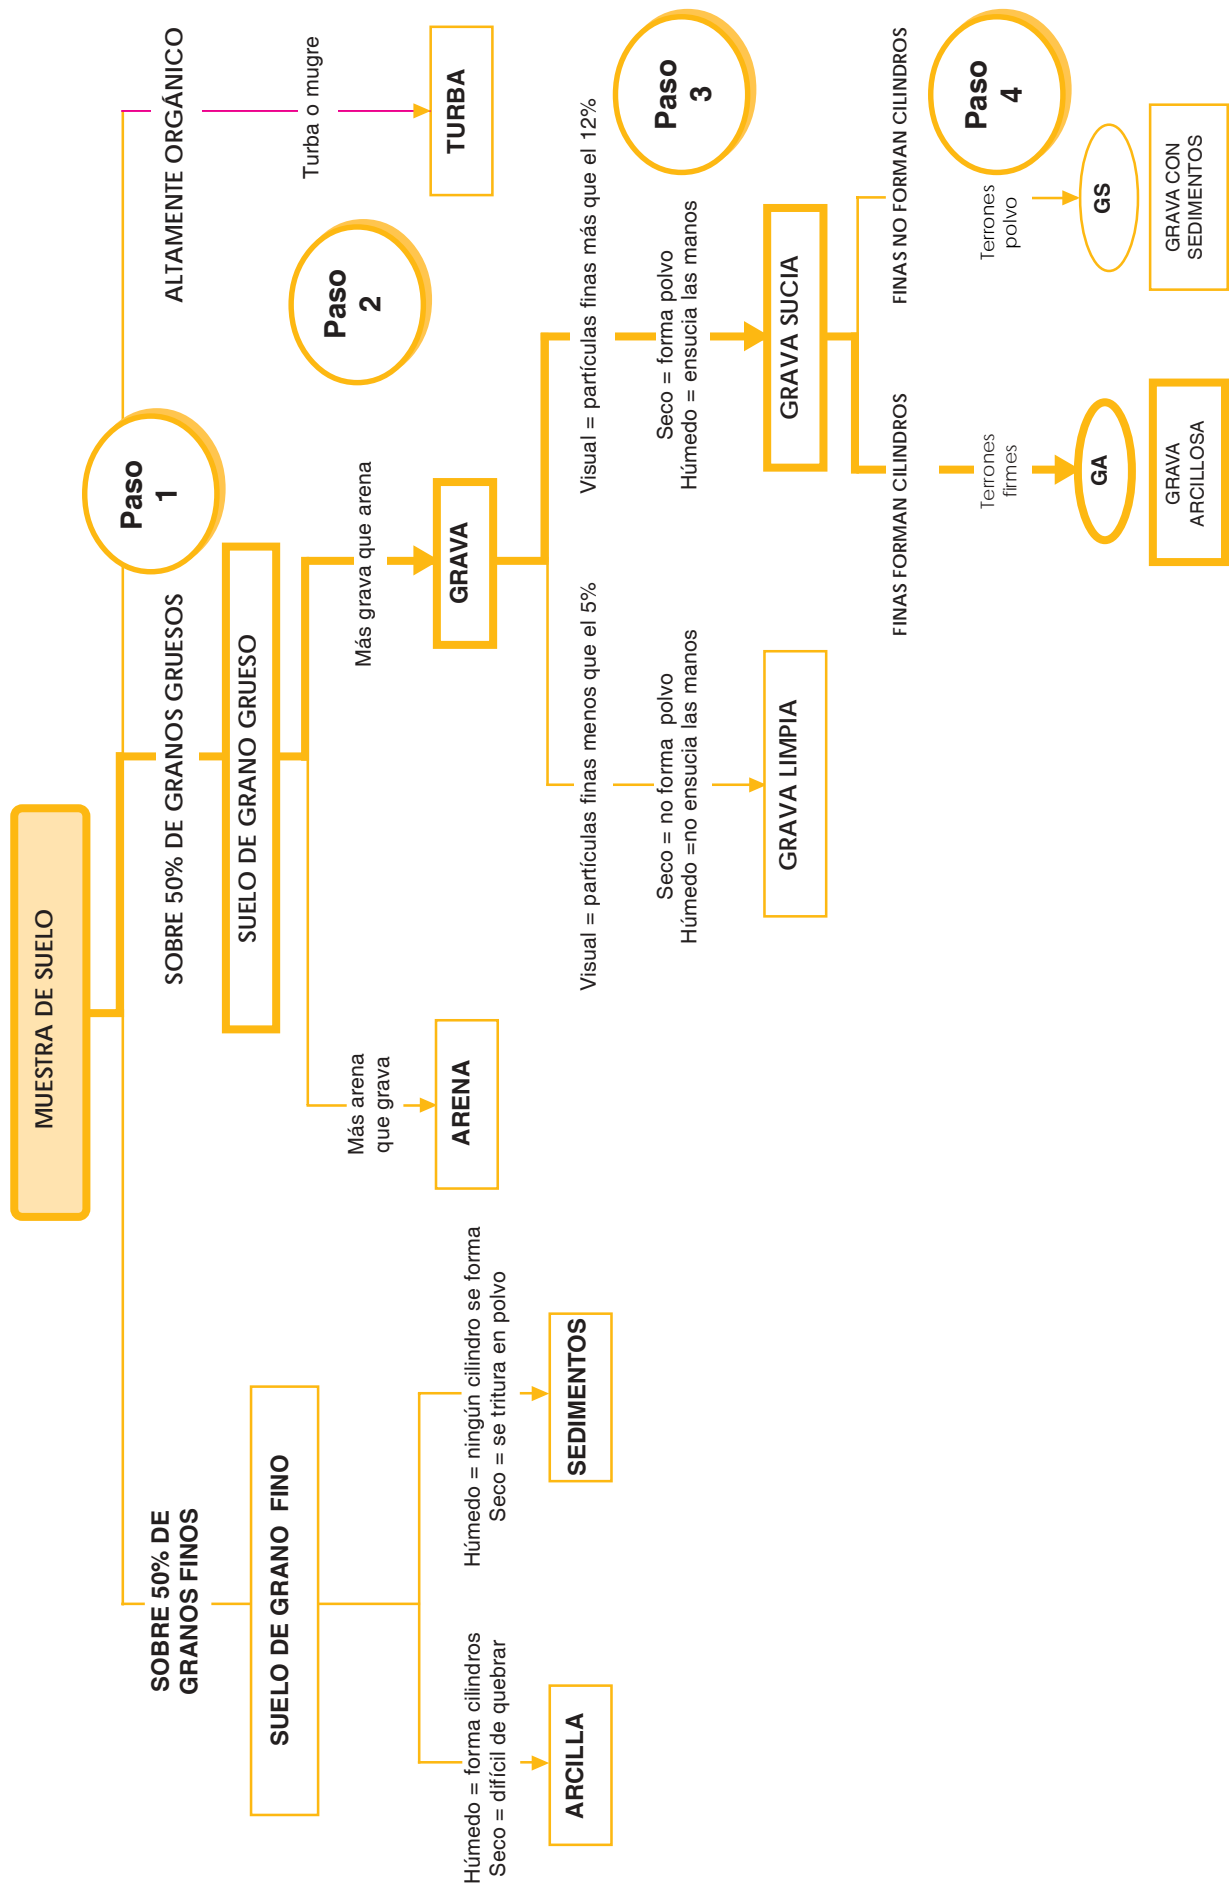 MUESTRA DE SUELO
Paso
1
SOBRE 50% DE
GRANOS FINOS
SOBRE 50% DE GRANOS GRUESOS
ALTAMENTE ORGÁNICO
SUELO DE GRANO FINO
SUELO DE GRANO GRUESO
Turba o mugre
Paso
2
Más arena
que grava
Más grava que arena
TURBA
ARENA
GRAVA
Húmedo = forma cilindros
Seco = difícil de quebrar
Húmedo = ningún cilindro se forma
Seco = se tritura en polvo
ARCILLA
SEDIMENTOS
Visual = partículas finas menos que el 5%
Visual = partículas finas más que el 12%
Paso
3
Seco = no forma polvo
Húmedo =no ensucia las manos
Seco = forma polvo
Húmedo = ensucia las manos
GRAVA LIMPIA
GRAVA SUCIA
FINAS FORMAN CILINDROS
FINAS NO FORMAN CILINDROS
Paso
4
Terrones
firmes
Terrones
polvo
GA
GS
GRAVA
ARCILLOSA
GRAVA CON
SEDIMENTOS